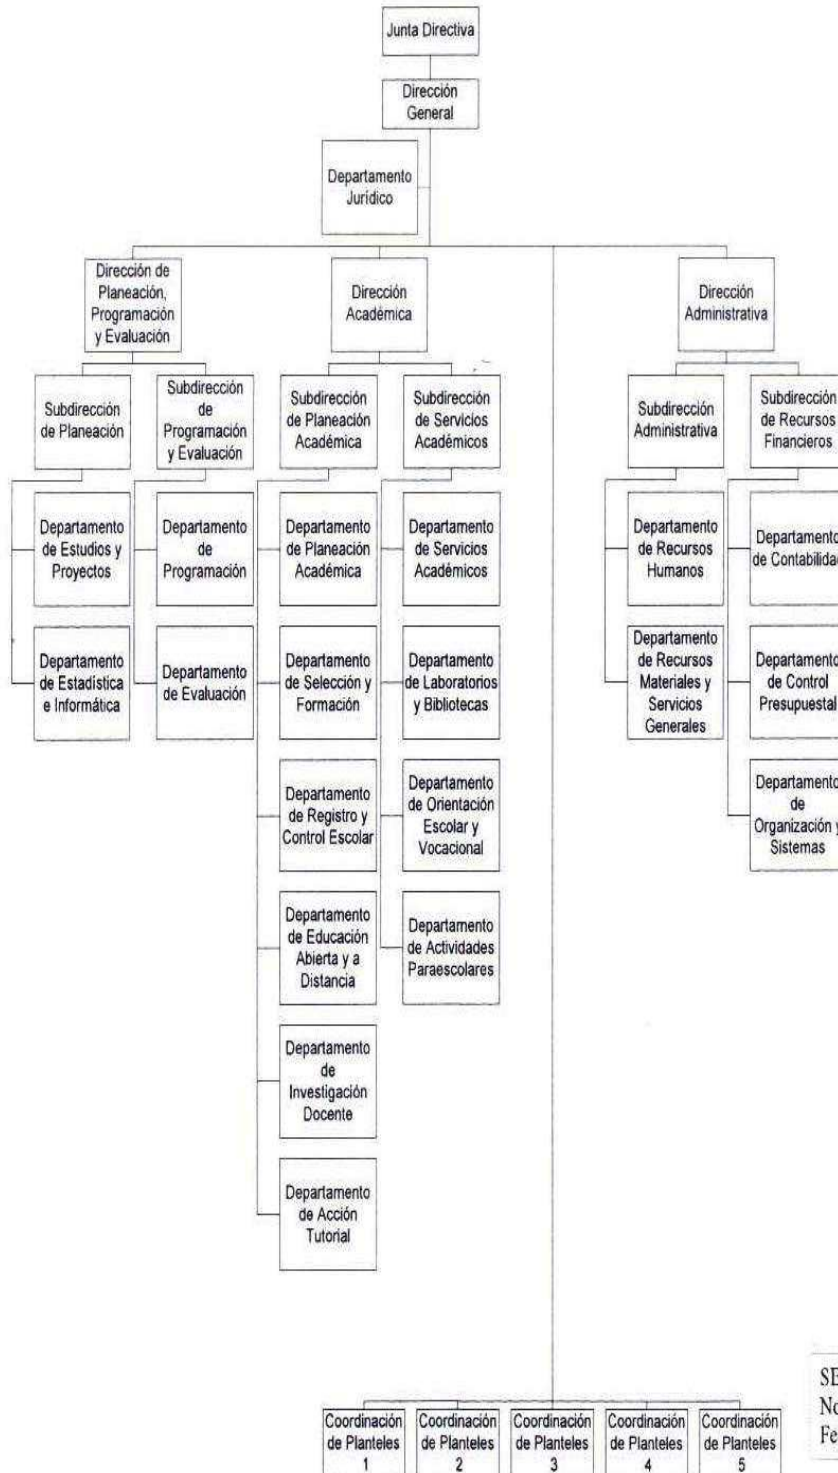 Junta Directiva
Dirección
General
Departamento
Jurídico
Dirección de
Planeación,
Programación
y Evaluación
Dirección
Académica
Dirección
Administrativa
Subdirección
de Planeación
Subdirección
de
Programación
y Evaluación
Subdirección
de Planeación
Académica
Subdirección
de Servicios
Académicos
Subdirección
Administrativa
Subdirección
de Recursos
Financieros
Departamento
de Estudios y
Proyectos
Departamento
de
Programación
Departamento
de Planeación
Académica
Departamento
de Servicios
Académicos
Departamento
de Recursos
Humanos
Departamento
de Contabilidad
Departamento
de Estadística
e Informática
Departamento
de Evaluación
Departamento
de Selección y
Formación
Departamento
de Laboratorios
y Bibliotecas
Departamento
de Recursos
Materiales y
Servicios
Generales
Departamento
de Control
Presupuestal
Departamento
de Registro y
Control Escolar
Departamento
de Orientación
Escolar y
Vocacional
Departamento
de
Organización y
Sistemas
Departamento
de Educación
Abierta y a
Distancia
Departamento
de Actividades
Paraescolares
Departamento
de
Investigación
Docente
Departamento
de Acción
Tutorial
Coordinación
de Planteles
1
Coordinación
de Planteles
2
Coordinación
de Planteles
3
Coordinación
de Planteles
4
Coordinación
de Planteles
5